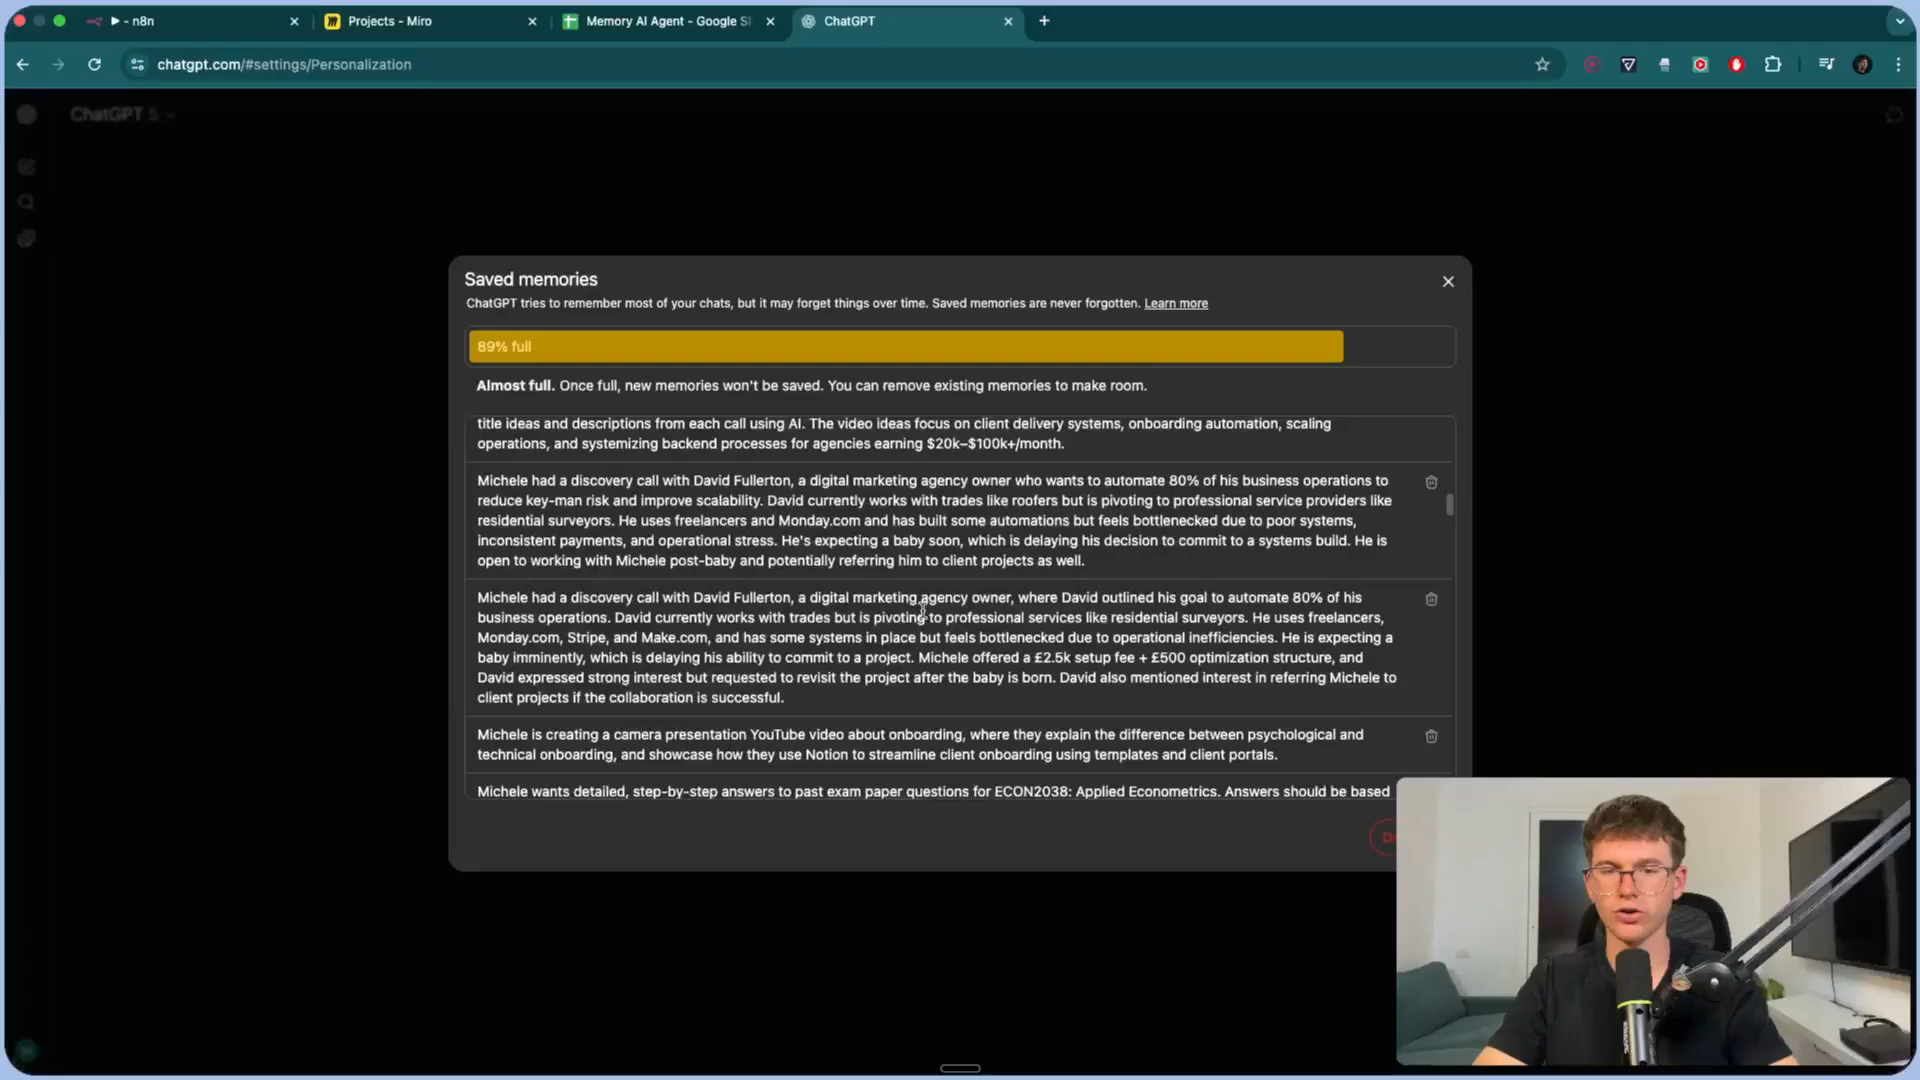 - n8n
Projects - Miro
Memory AI Agent - Google S
ChatGPT
chatgpt.com/#settings/Personalization
ChatGPT 5
Saved memories
ChatGPT tries to remember most of your chats, but it may forget things over time. Saved memories are never forgotten. Learn more
89% full
Almost full. Once full, new memories won't be saved. You can remove existing memories to make room.
title ideas and descriptions from each call using AI. The video ideas focus on client delivery systems, onboarding automation, scaling
operations, and systemizing backend processes for agencies earning $20k–$100k+/month.
Michele had a discovery call with David Fullerton, a digital marketing agency owner who wants to automate 80% of his business operations to
reduce key-man risk and improve scalability. David currently works with trades like roofers but is pivoting to professional service providers like
residential surveyors. He uses freelancers and Monday.com and has built some automations but feels bottlenecked due to poor systems,
inconsistent payments, and operational stress. He's expecting a baby soon, which is delaying his decision to commit to a systems build. He is
open to working with Michele post-baby and potentially referring him to client projects as well.
Michele had a discovery call with David Fullerton, a digital marketing agency owner, where David outlined his goal to automate 80% of his
business operations. David currently works with trades but is pivoting to professional services like residential surveyors. He uses freelancers,
Monday.com, Stripe, and Make.com, and has some systems in place but feels bottlenecked due to operational inefficiencies. He is expecting a
baby imminently, which is delaying his ability to commit to a project. Michele offered a £2.5k setup fee + £500 optimization structure, and
David expressed strong interest but requested to revisit the project after the baby is born. David also mentioned interest in referring Michele to
client projects if the collaboration is successful.
Michele is creating a camera presentation YouTube video about onboarding, where they explain the difference between psychological and
technical onboarding, and showcase how they use Notion to streamline client onboarding using templates and client portals.
Michele wants detailed, step-by-step answers to past exam paper questions for ECON2038: Applied Econometrics. Answers should be based